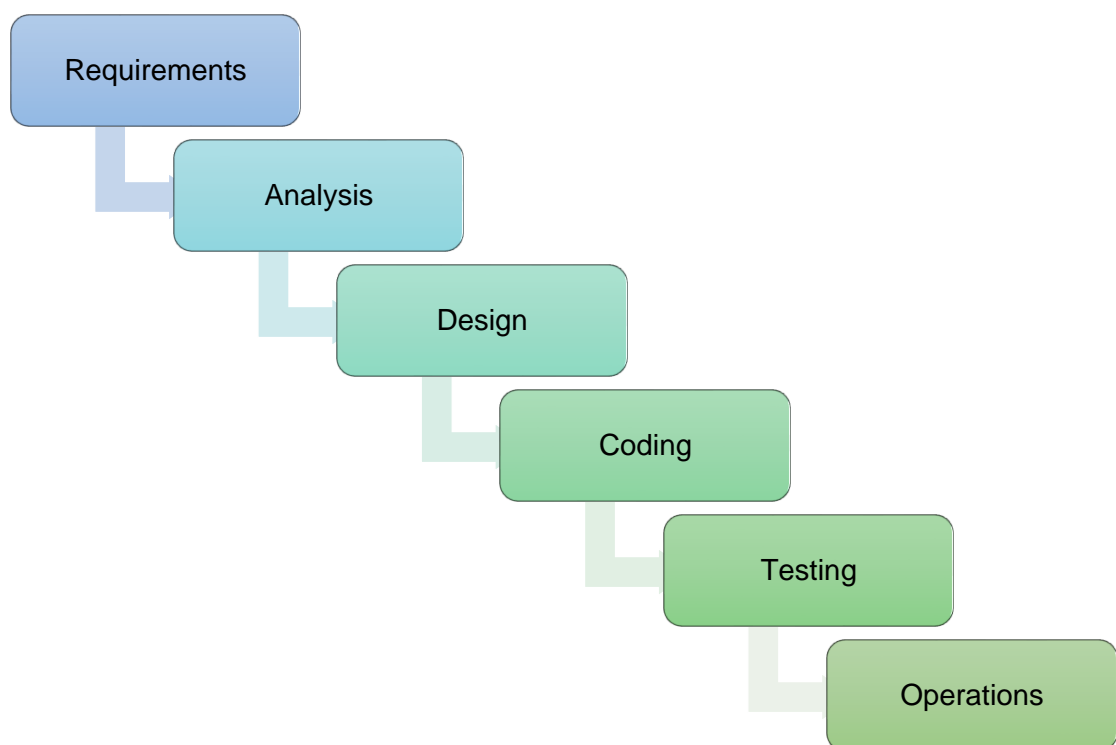 Requirements
Analysis
Design
Coding
Testing
Operations